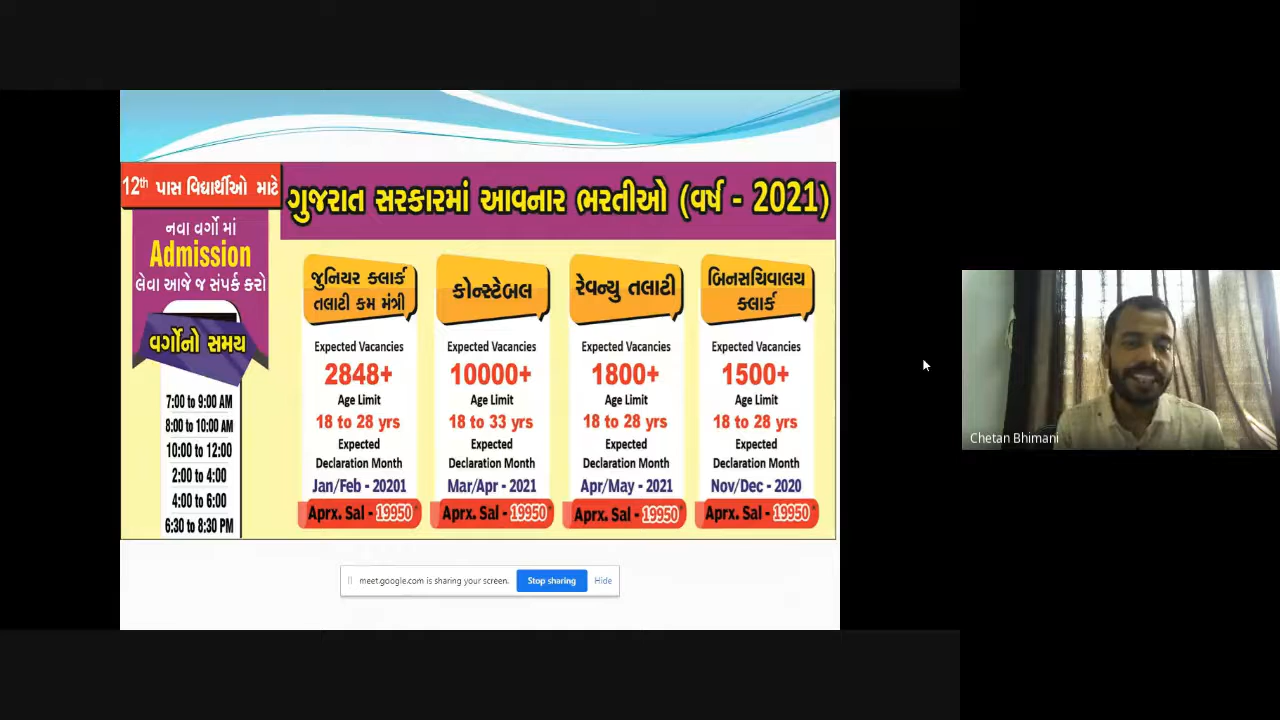 12th પાસ વિદ્યાર્થીઓ માટે
ગુજરાત સરકારમાં આવનાર ભરતીઓ (વર્ષ - 2021)
નવા વર્ગો માં
Admission
લેવા આજે જ સંપર્ક કરો
વર્ગોનો સમય
7:00 to 9:00 AM
8:00 to 10:00 AM
10:00 to 12:00
2:00 to 4:00
4:00 to 6:00
6:30 to 8:30 PM
જુનિયર ક્લાર્ક
તલાટી કમ મંત્રી
Expected Vacancies
2848+
Age Limit
18 to 28 yrs
Expected
Declaration Month
Jan/Feb - 20201
Aprx. Sal - 19950*
કોન્સ્ટેબલ
Expected Vacancies
10000+
Age Limit
18 to 33 yrs
Expected
Declaration Month
Mar/Apr - 2021
Aprx. Sal - 19950*
રેવન્યુ તલાટી
Expected Vacancies
1800+
Age Limit
18 to 28 yrs
Expected
Declaration Month
Apr/May - 2021
Aprx. Sal - 19950*
બિનસચિવાલય
ક્લાર્ક
Expected Vacancies
1500+
Age Limit
18 to 28 yrs
Expected
Declaration Month
Nov/Dec - 2020
Aprx. Sal - 19950*
meet.google.com is sharing your screen.
Stop sharing
Hide
Chetan Bhimani